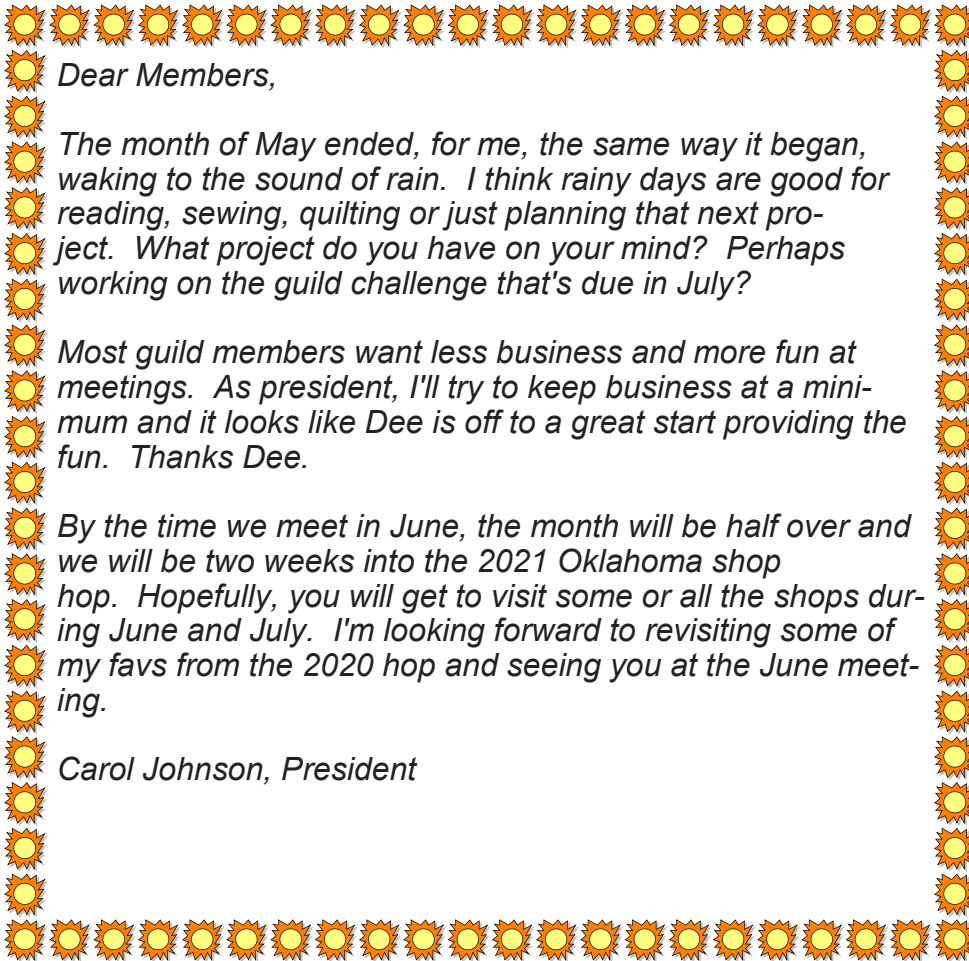 Dear Members,
The month of May ended, for me, the same way it began,
waking to the sound of rain.  I think rainy days are good for
reading, sewing, quilting or just planning that next pro-
ject.  What project do you have on your mind?  Perhaps
working on the guild challenge that's due in July?
Most guild members want less business and more fun at
meetings.  As president, I'll try to keep business at a mini-
mum and it looks like Dee is off to a great start providing the
fun.  Thanks Dee.
By the time we meet in June, the month will be half over and
we will be two weeks into the 2021 Oklahoma shop
hop.  Hopefully, you will get to visit some or all the shops dur-
ing June and July.  I'm looking forward to revisiting some of
my favs from the 2020 hop and seeing you at the June meet-
ing.
Carol Johnson, President